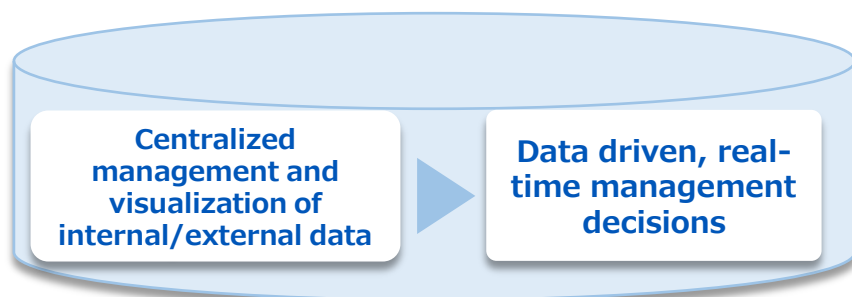 Centralized
management and
visualization of
internal/external data
Data driven, real-
time management
decisions